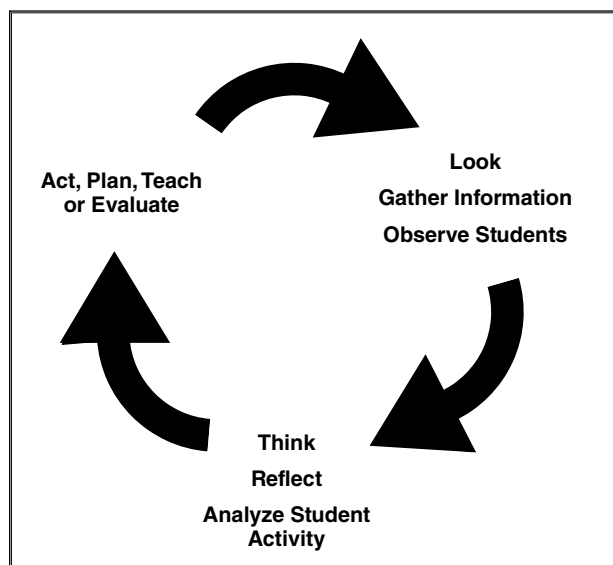 Act, Plan, Teach
or Evaluate
Look
Gather Information
Observe Students
Think
Reflect
Analyze Student
Activity